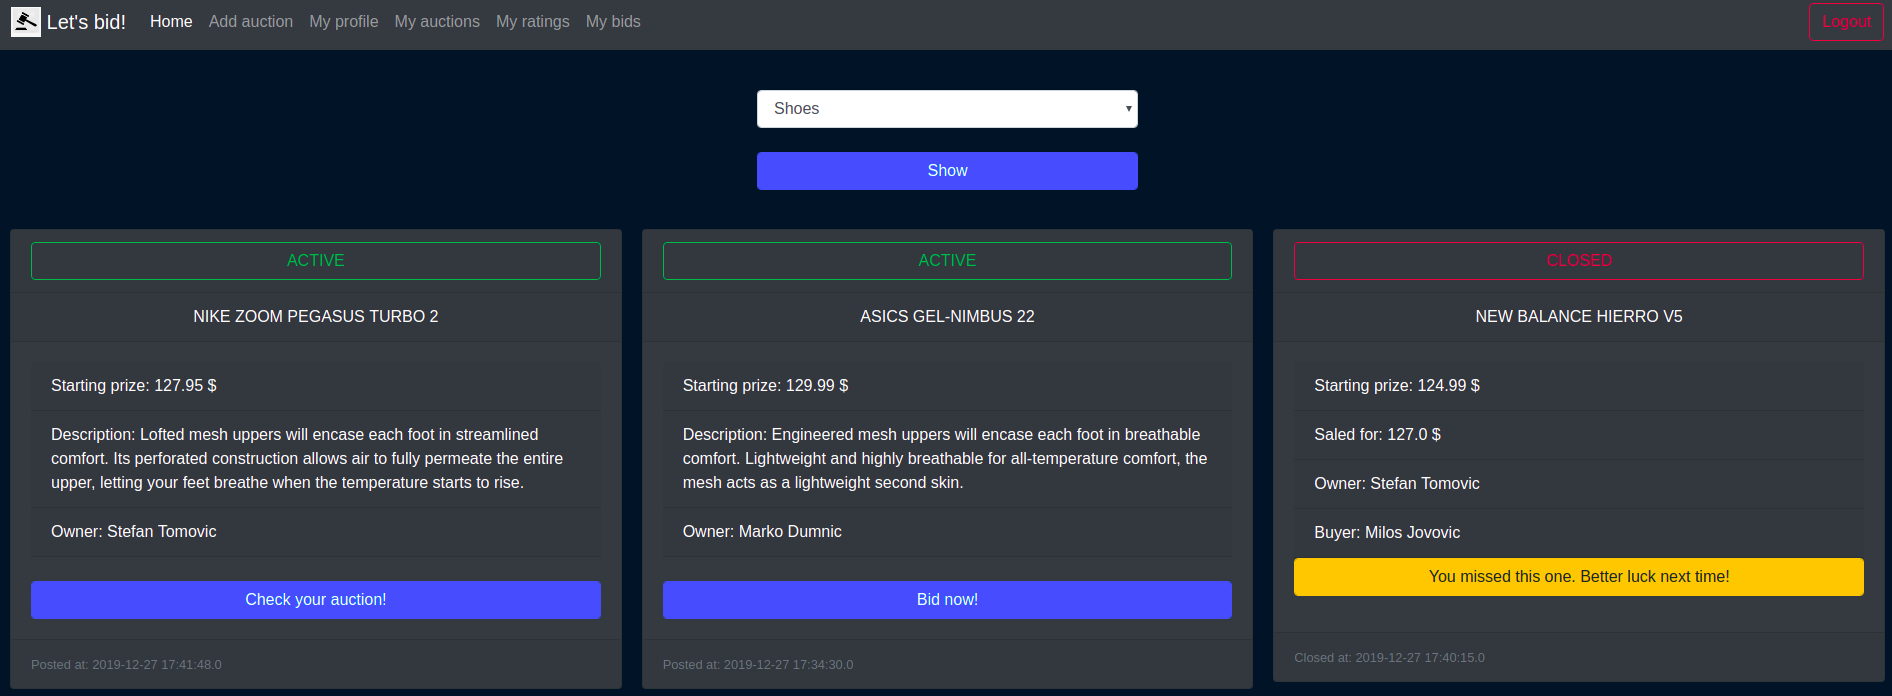 Let's bid! Home Add auction My profile My auctions My ratings My bids Logout
Shoes
Show
ACTIVE
NIKE ZOOM PEGASUS TURBO 2
Starting prize: 127.95 $
Description: Lofted mesh uppers will encase each foot in streamlined
comfort. Its perforated construction allows air to fully permeate the entire
upper, letting your feet breathe when the temperature starts to rise.
Owner: Stefan Tomovic
Check your auction!
Posted at: 2019-12-27 17:41:48.0
ACTIVE
ASICS GEL-NIMBUS 22
Starting prize: 129.99 $
Description: Engineered mesh uppers will encase each foot in breathable
comfort. Lightweight and highly breathable for all-temperature comfort, the
mesh acts as a lightweight second skin.
Owner: Marko Dumnic
Bid now!
Posted at: 2019-12-27 17:34:30.0
CLOSED
NEW BALANCE HIERRO V5
Starting prize: 124.99 $
Saled for: 127.0 $
Owner: Stefan Tomovic
Buyer: Milos Jovovic
You missed this one. Better luck next time!
Closed at: 2019-12-27 17:40:15.0